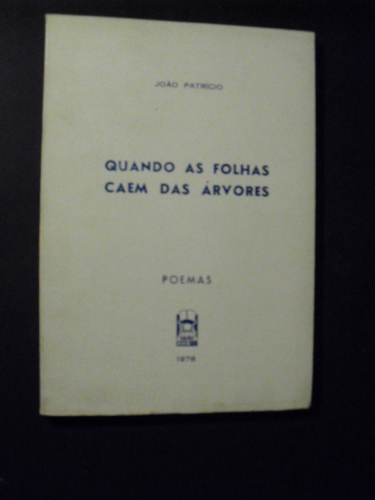 JOÃO PATRÍCIO
QUANDO AS FOLHAS
CAEM DAS ÁRVORES
POEMAS
1978